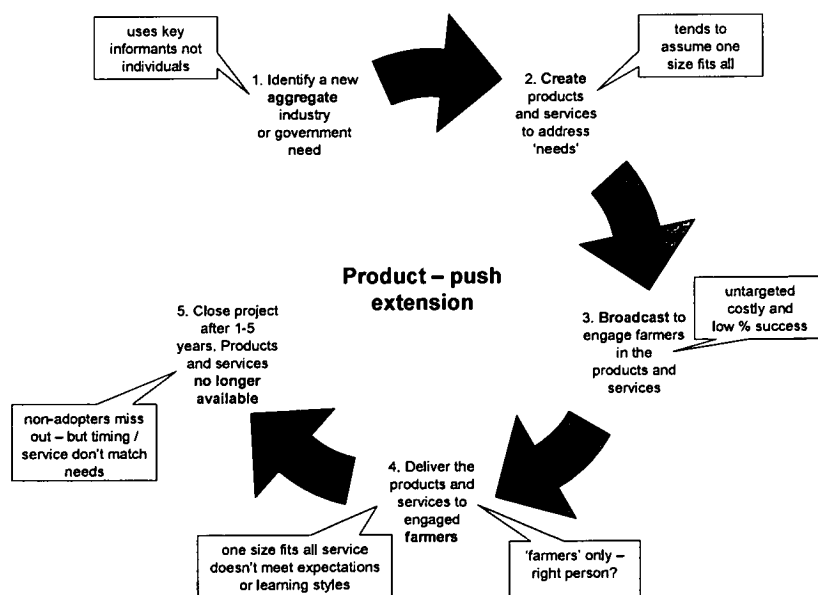 uses key
informants not
individuals
1. Identify a new
aggregate
industry
or government
need
2. Create
products
and services
to address
'needs'
tends to
assume one
size fits all
Product – push
extension
3. Broadcast to
engage farmers
in the
products and
services
untargeted
costly and
low % success
4. Deliver the
products and
services to
engaged
farmers
'farmers' only –
right person?
one size fits all service
doesn't meet expectations
or learning styles
5. Close project
after 1-5
years. Products
and services
no longer
available
non-adopters miss
out – but timing /
service don't match
needs